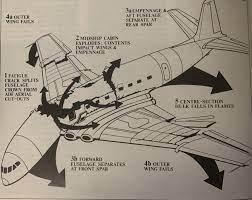 4a OUTER
WING FAILS
3a EMPENNAGE &
AFT FUSELAGE
SEPARATE AT
REAR SPAR
2 MIDSHIP CABIN
EXPLODES: CONTENTS
IMPACT WINGS &
EMPENNAGE
1 FATIGUE
CRACK SPLITS
FUSELAGE
CROWN FROM
ADF AERIAL
CUT-OUTS
5 CENTRE-SECTION
BULK FALLS IN FLAMES
3b FORWARD
FUSELAGE SEPARATES
AT FRONT SPAR
4b OUTER
WING FAILS